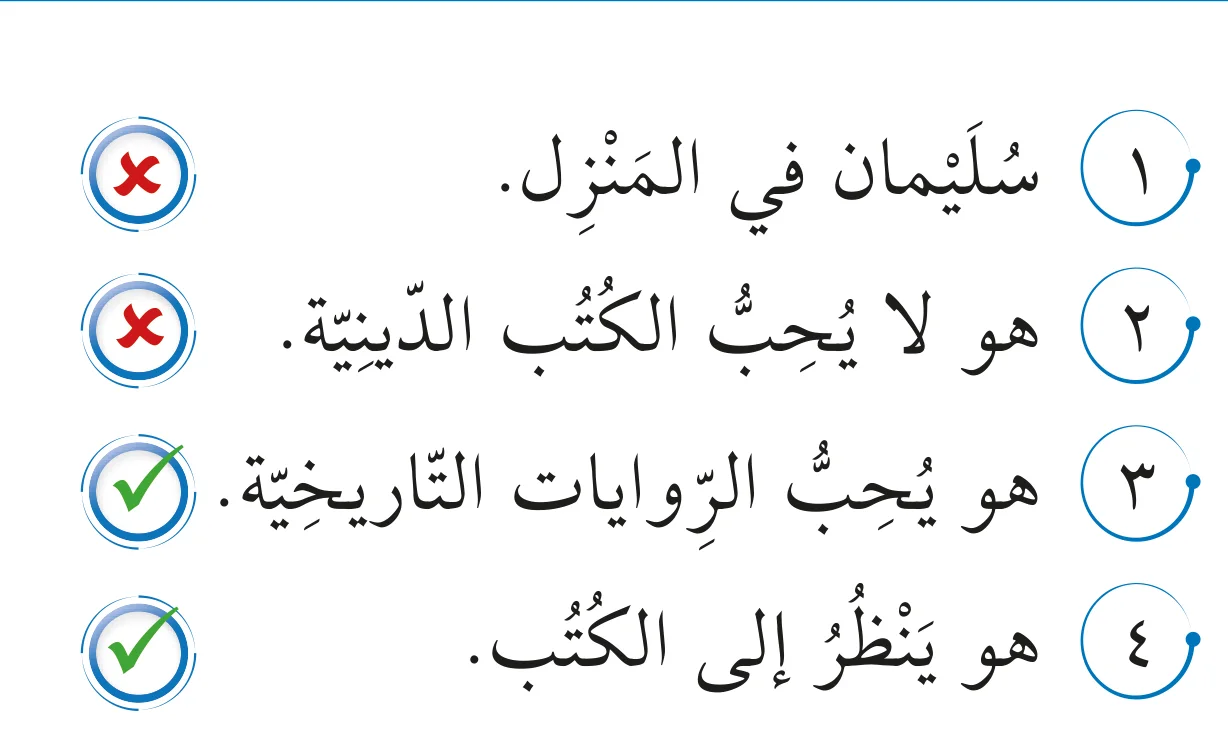 ١ سُلَيْمان في المَنْزِل.
٢ هو لا يُحِبُّ الكُتُب الدّينِيّة.
٣ هو يُحِبُّ الرِّوايات التّاريخِيّة.
٤ هو يَنْظُرُ إلى الكُتُب.